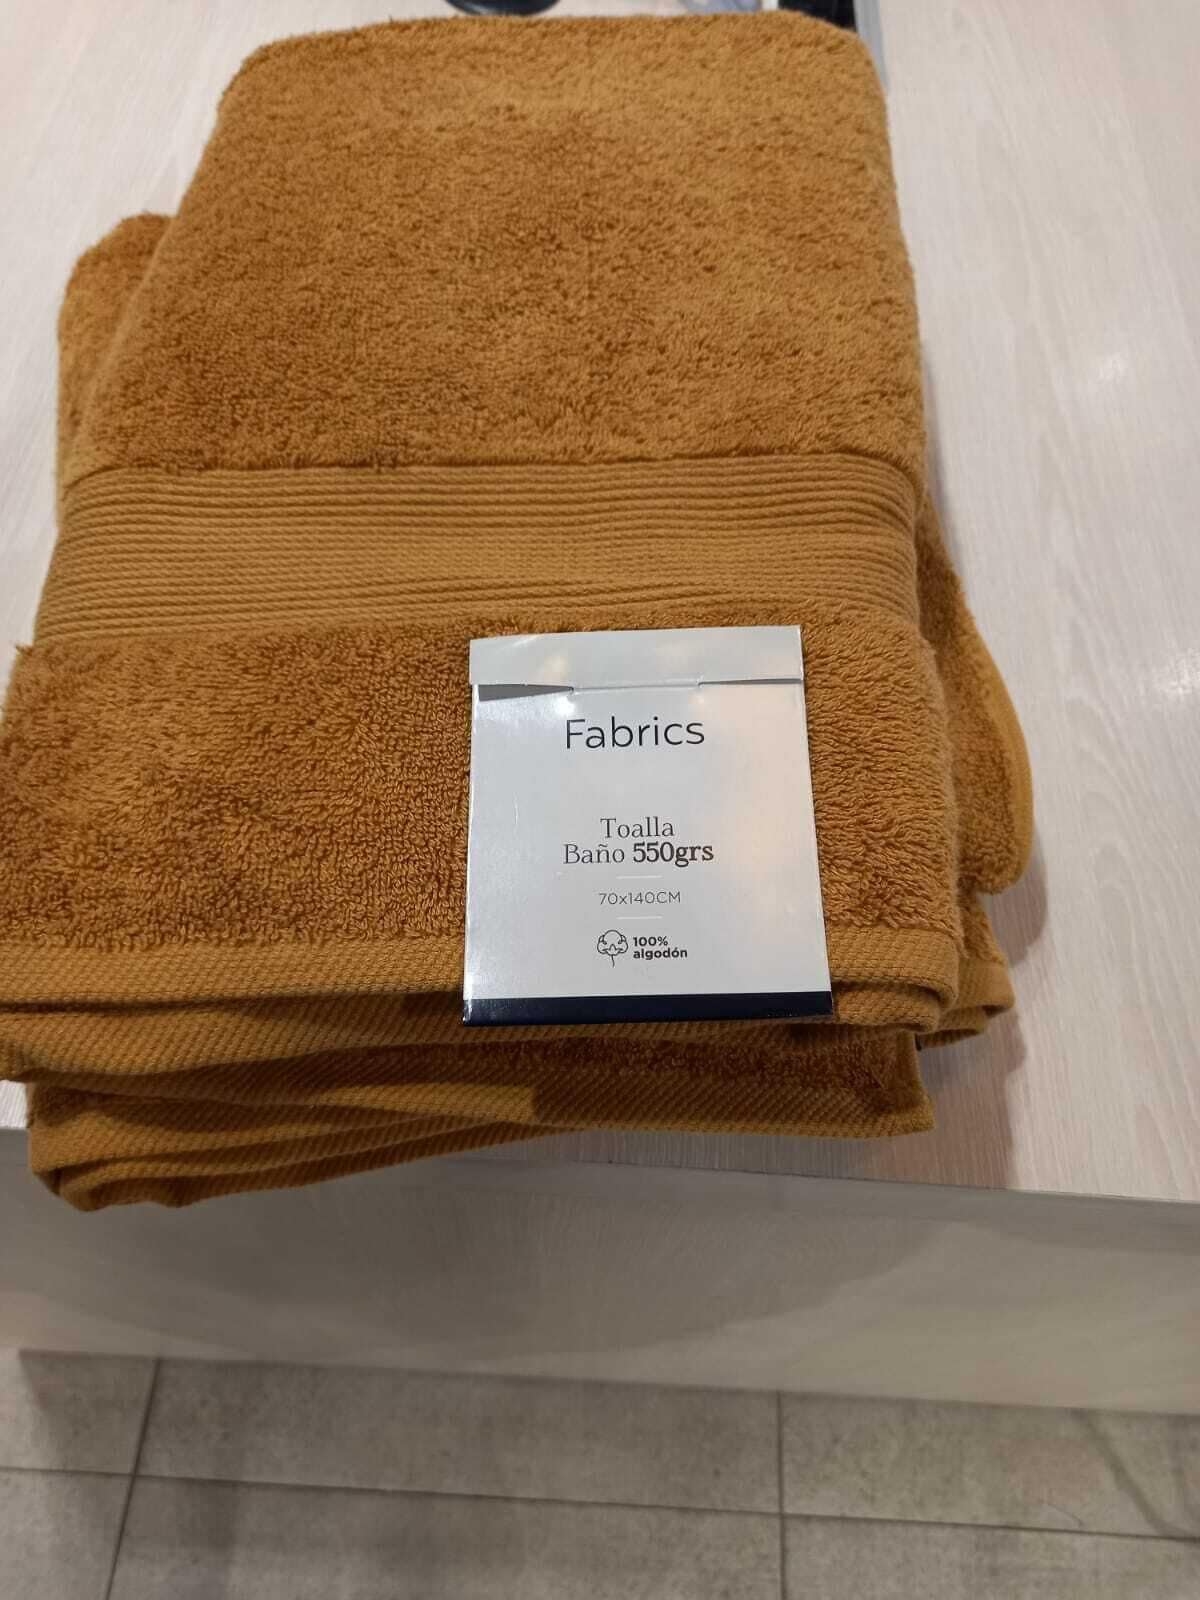 Fabrics
Toalla
Baño 550grs
70x140CM
100%
algodón